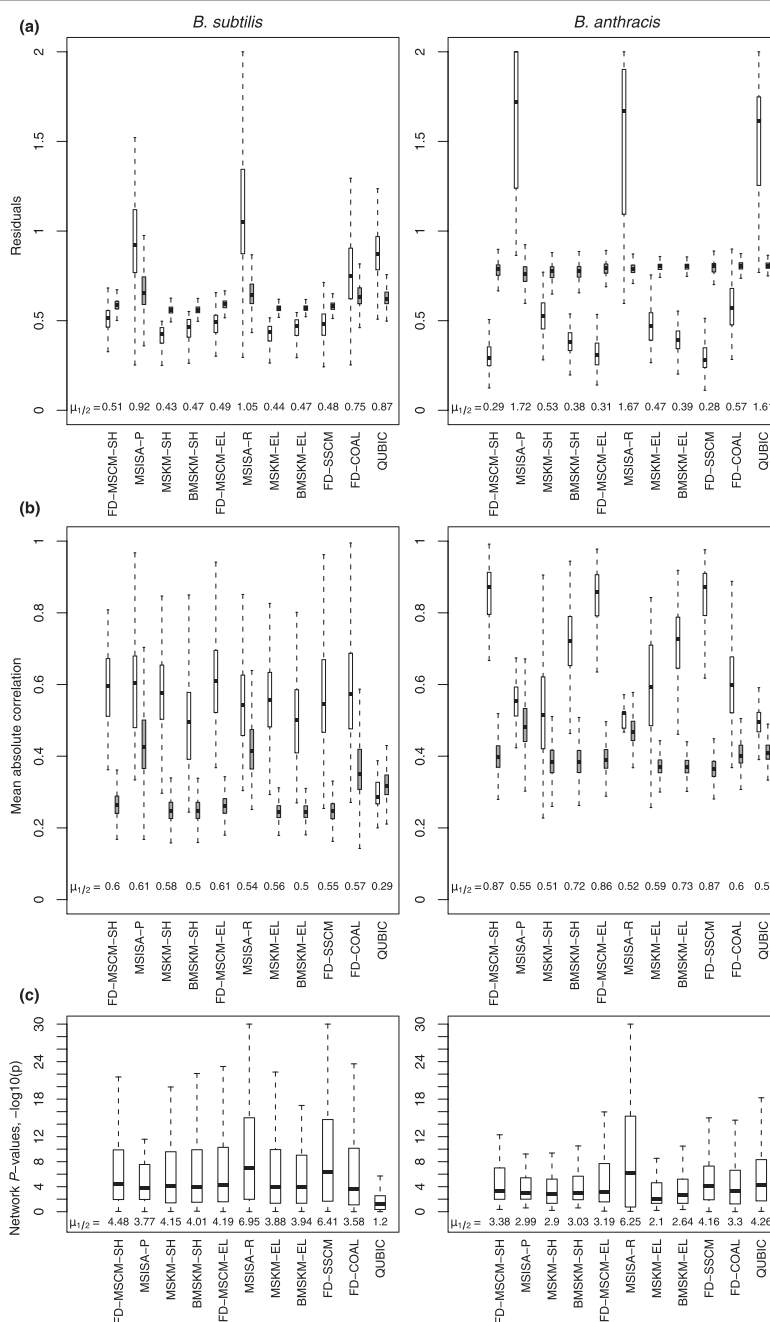 B. subtilis B. anthracis
(a)
Residuals
2 2
1.5 1.5
1 1
0.5 0.5
0 0
μ1/2 = 0.51 0.92 0.43 0.47 0.49 1.05 0.44 0.47 0.48 0.75 0.87
μ1/2 = 0.29 1.72 0.53 0.38 0.31 1.67 0.47 0.39 0.28 0.57 1.61
FD−MSCM−SH MSISA−P MSKM−SH BMSKM−SH FD−MSCM−EL MSISA−R MSKM−EL BMSKM−EL FD−SSCM FD−COAL QUBIC
FD−MSCM−SH MSISA−P MSKM−SH BMSKM−SH FD−MSCM−EL MSISA−R MSKM−EL BMSKM−EL FD−SSCM FD−COAL QUBIC
(b)
Mean absolute correlation
1 1
0.8 0.8
0.6 0.6
0.4 0.4
0.2 0.2
0 0
μ1/2 = 0.6 0.61 0.58 0.5 0.61 0.54 0.56 0.5 0.55 0.57 0.29
μ1/2 = 0.87 0.55 0.51 0.72 0.86 0.52 0.59 0.73 0.87 0.6 0.5
FD−MSCM−SH MSISA−P MSKM−SH BMSKM−SH FD−MSCM−EL MSISA−R MSKM−EL BMSKM−EL FD−SSCM FD−COAL QUBIC
FD−MSCM−SH MSISA−P MSKM−SH BMSKM−SH FD−MSCM−EL MSISA−R MSKM−EL BMSKM−EL FD−SSCM FD−COAL QUBIC
(c)
Network P−values, −log10(p)
30 30
24 24
18 18
12 12
8 8
4 4
0 0
μ1/2 = 4.48 3.77 4.15 4.01 4.19 6.95 3.88 3.94 6.41 3.58 1.2
μ1/2 = 3.38 2.99 2.9 3.03 3.19 6.25 2.1 2.64 4.16 3.3 4.26
FD−MSCM−SH MSISA−P MSKM−SH BMSKM−SH FD−MSCM−EL MSISA−R MSKM−EL BMSKM−EL FD−SSCM FD−COAL QUBIC
FD−MSCM−SH MSISA−P MSKM−SH BMSKM−SH FD−MSCM−EL MSISA−R MSKM−EL BMSKM−EL FD−SSCM FD−COAL QUBIC